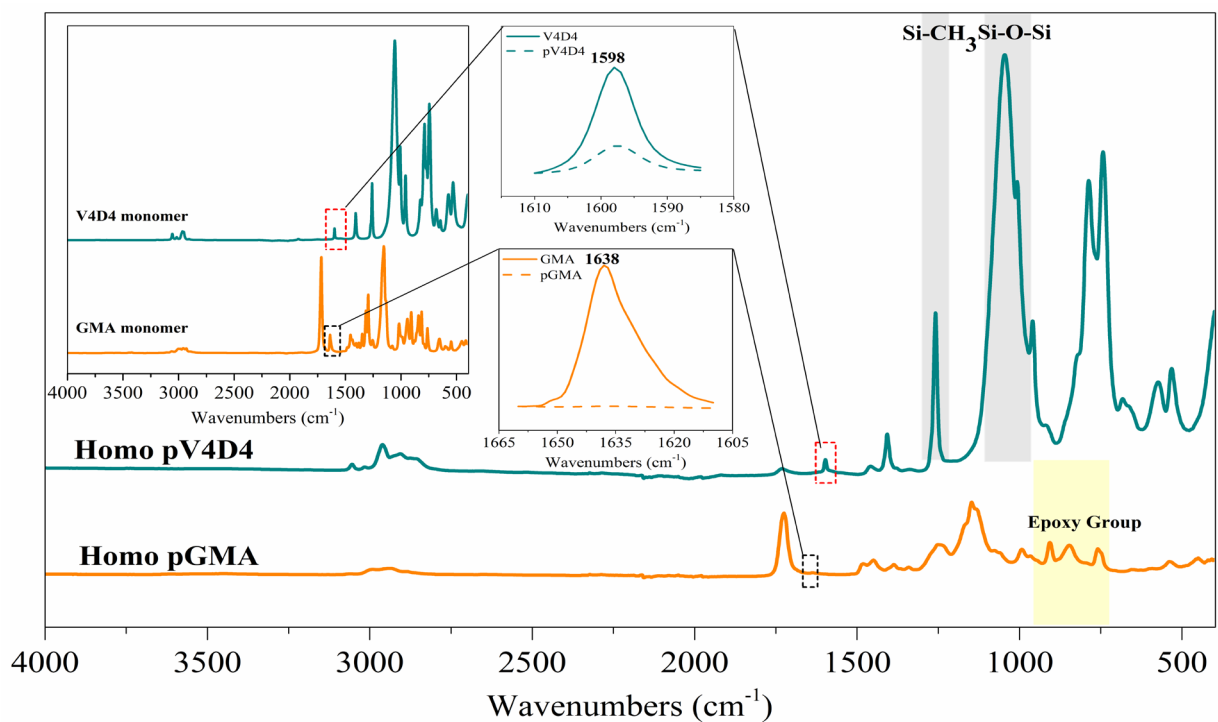 Si-CH3 Si-O-Si
V4D4
pV4D4
1598
1610 1600 1590 1580
Wavenumbers (cm-1)
V4D4 monomer
GMA monomer
4000 3500 3000 2500 2000 1500 1000 500
Wavenumbers (cm-1)
GMA 1638
pGMA
1665 1650 1635 1620 1605
Wavenumbers (cm-1)
Homo pV4D4
Epoxy Group
Homo pGMA
4000 3500 3000 2500 2000 1500 1000 500
Wavenumbers (cm-1)